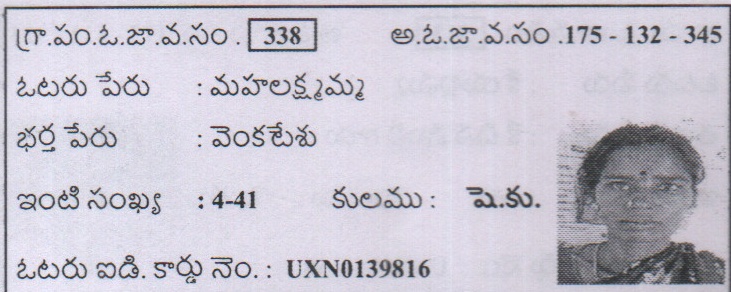 గ్రా.పం.ఓ.జా.వ.సం . 338 అ.ఓ.జా.వ.సం .175 - 132 - 345
ఓటరు పేరు : మహలక్ష్మమ్మ
భర్త పేరు : వెంకటేశు
ఇంటి సంఖ్య : 4-41 కులము : షె.కు.
ఓటరు ఐడి. కార్డు నెం. : UXN0139816